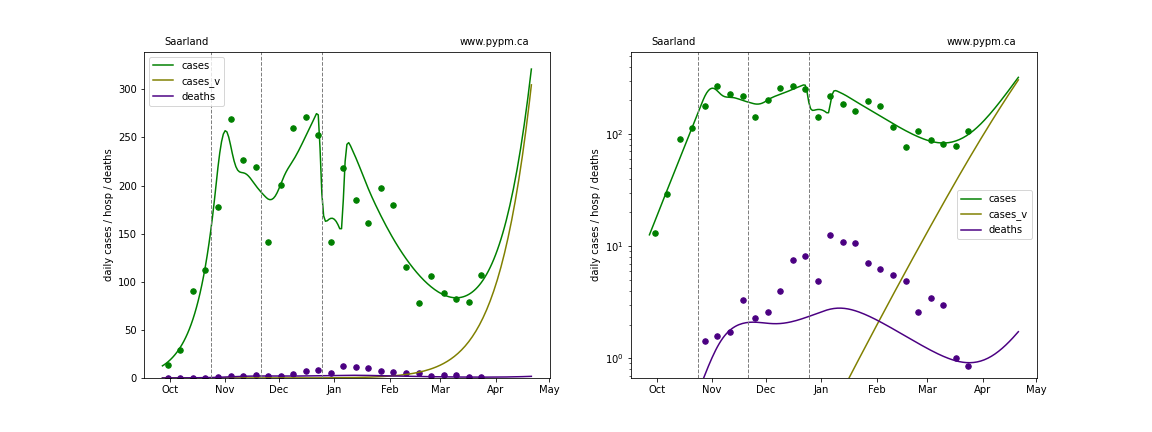 Saarland www.pypm.ca
cases
cases_v
deaths
daily cases / hosp / deaths
300
250
200
150
100
50
0
Oct Nov Dec Jan Feb Mar Apr May
Saarland www.pypm.ca
daily cases / hosp / deaths
10²
10¹
10⁰
cases
cases_v
deaths
Oct Nov Dec Jan Feb Mar Apr May